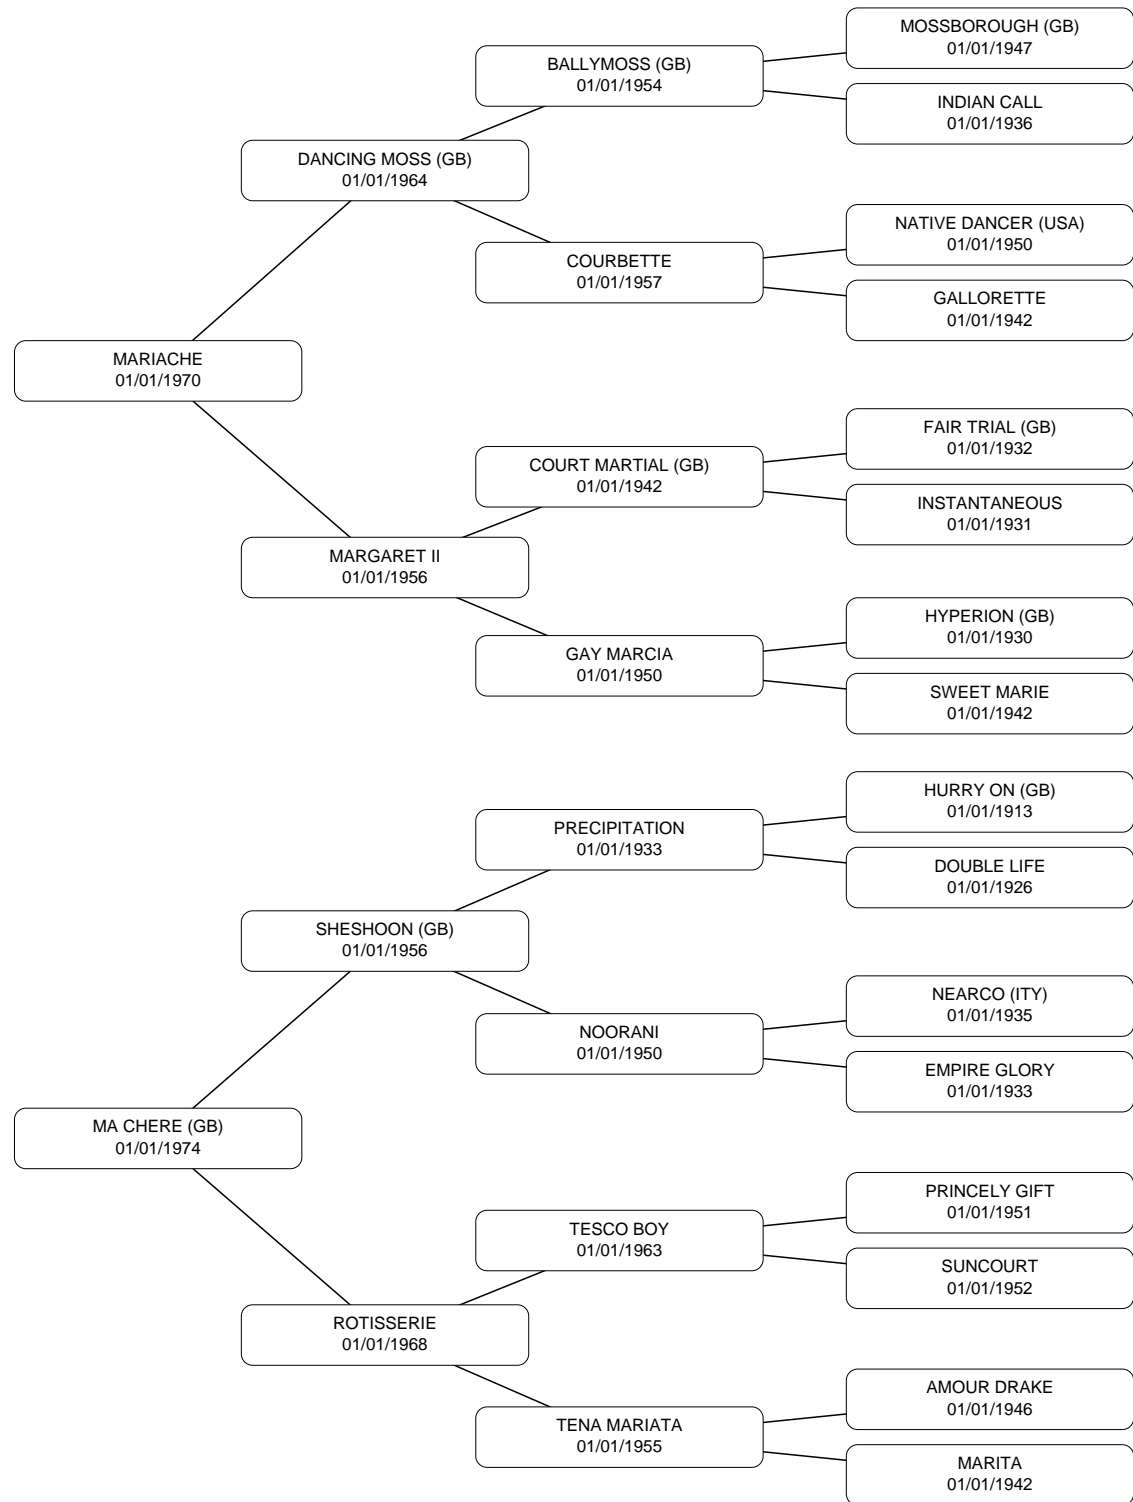 MOSSBOROUGH (GB)
01/01/1947
BALLYMOSS (GB)
01/01/1954
INDIAN CALL
01/01/1936
DANCING MOSS (GB)
01/01/1964
NATIVE DANCER (USA)
01/01/1950
COURBETTE
01/01/1957
GALLORETTE
01/01/1942
MARIACHE
01/01/1970
FAIR TRIAL (GB)
01/01/1932
COURT MARTIAL (GB)
01/01/1942
INSTANTANEOUS
01/01/1931
MARGARET II
01/01/1956
HYPERION (GB)
01/01/1930
GAY MARCIA
01/01/1950
SWEET MARIE
01/01/1942
HURRY ON (GB)
01/01/1913
PRECIPITATION
01/01/1933
DOUBLE LIFE
01/01/1926
SHESHOON (GB)
01/01/1956
NEARCO (ITY)
01/01/1935
NOORANI
01/01/1950
EMPIRE GLORY
01/01/1933
MA CHERE (GB)
01/01/1974
PRINCELY GIFT
01/01/1951
TESCO BOY
01/01/1963
SUNCOURT
01/01/1952
ROTISSERIE
01/01/1968
AMOUR DRAKE
01/01/1946
TENA MARIATA
01/01/1955
MARITA
01/01/1942